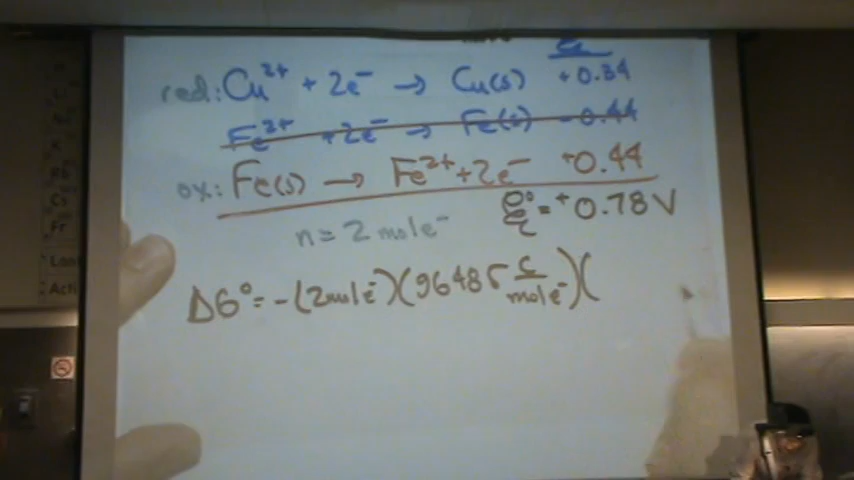 red: Cu²⁺ + 2e⁻ → Cu(s) +0.34
Fe²⁺ +2e⁻ → Fe(s) -0.44
ox: Fe(s) → Fe²⁺ +2e⁻ +0.44
ℰ° = +0.78 V
n = 2 mol e⁻
ΔG° = -(2mol e⁻)(96485 C/mol e⁻)(